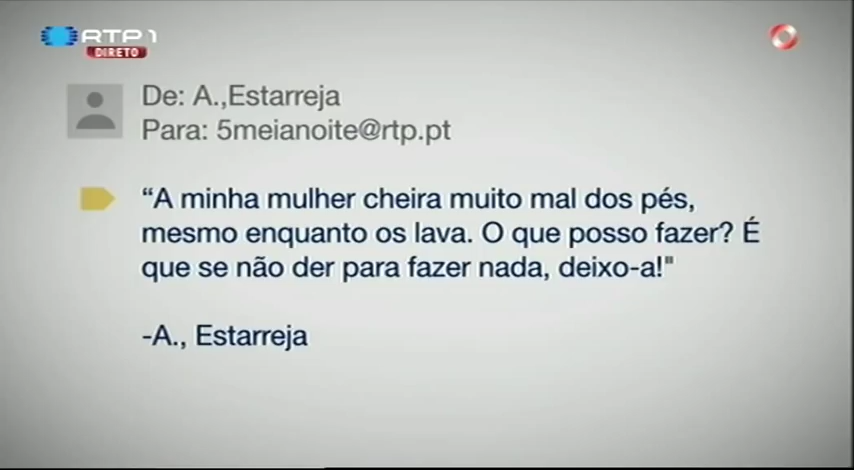 RTP 1
DIRETO
De: A.,Estarreja
Para: 5meianoite@rtp.pt
“A minha mulher cheira muito mal dos pés,
mesmo enquanto os lava. O que posso fazer? É
que se não der para fazer nada, deixo-a!"
-A., Estarreja